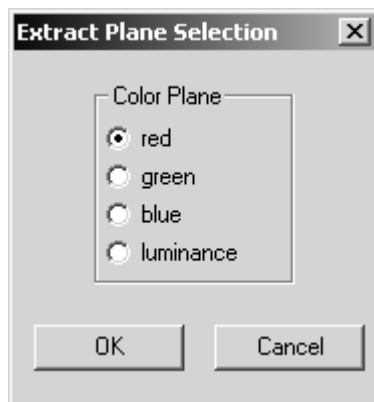 Extract Plane Selection
Color Plane
red
green
blue
luminance
OK Cancel